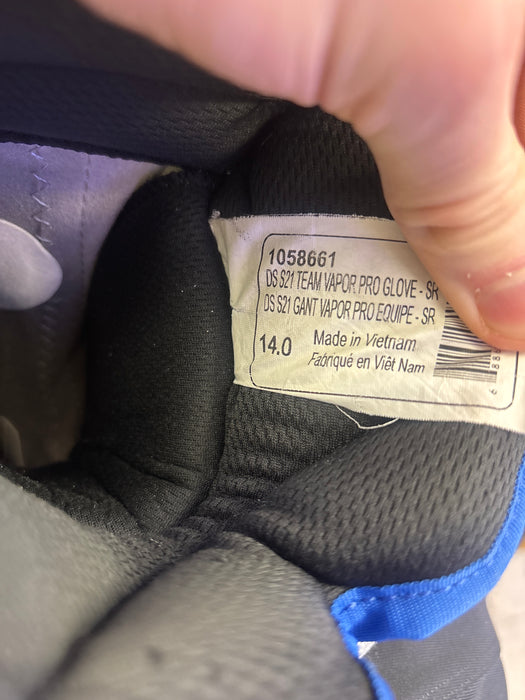 1058661
DS S21 TEAM VAPOR PRO GLOVE - SR
DS S21 GANT VAPOR PRO EQUIPE - SR
14.0
Made in Vietnam
Fabriqué en Viêt Nam